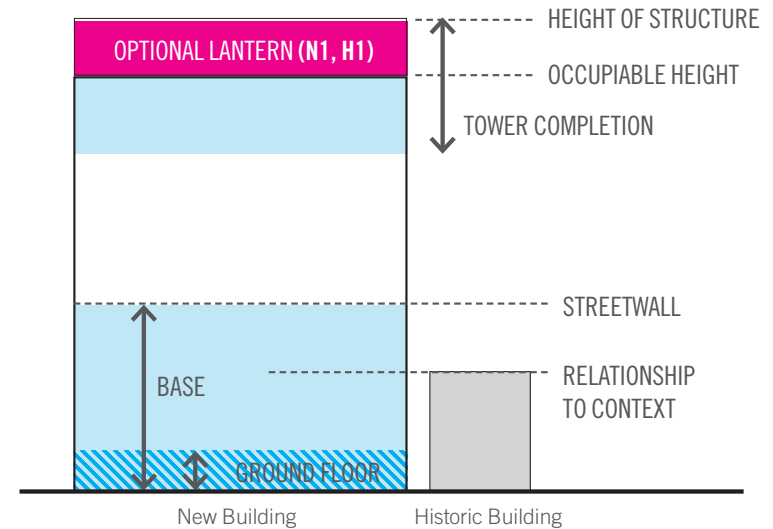 HEIGHT OF STRUCTURE
OPTIONAL LANTERN (N1, H1)
OCCUPIABLE HEIGHT
TOWER COMPLETION
STREETWALL
RELATIONSHIP
TO CONTEXT
BASE
GROUND FLOOR
New Building
Historic Building